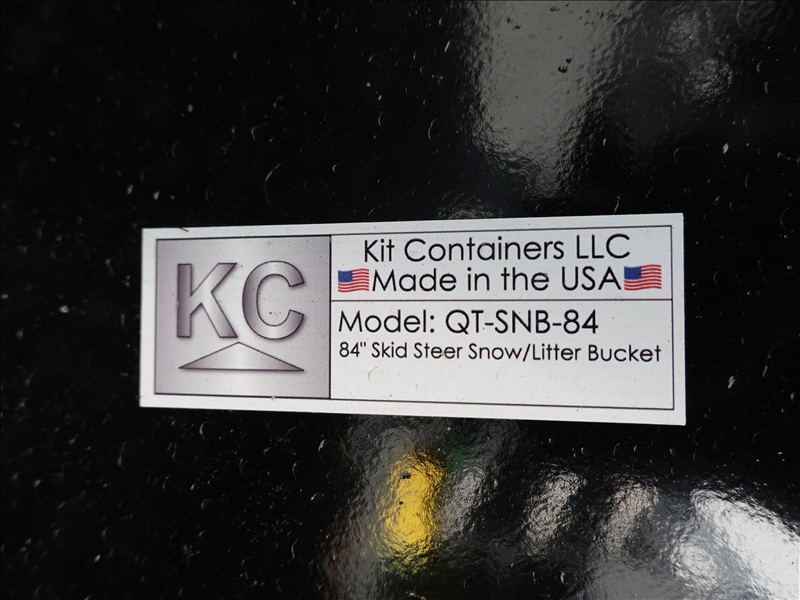 KC
Kit Containers LLC
Made in the USA
Model: QT-SNB-84
84" Skid Steer Snow/Litter Bucket